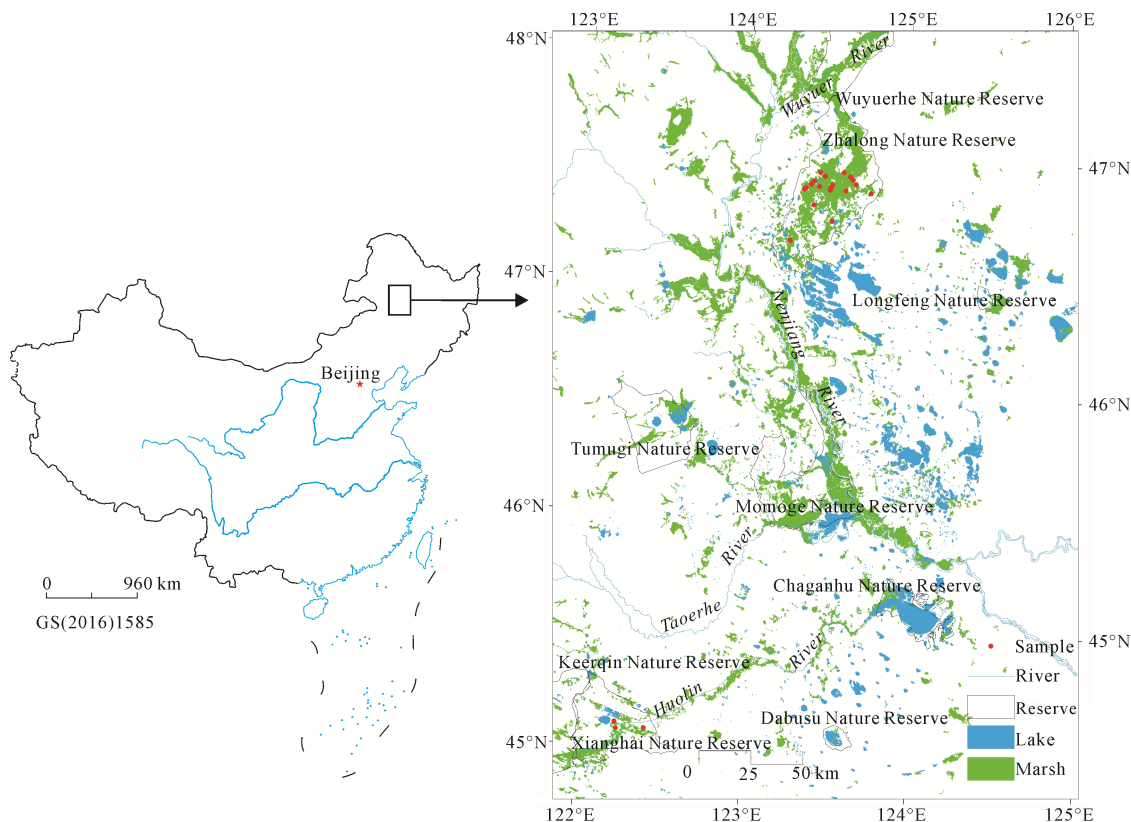 Beijing
0 960 km
GS(2016)1585
123°E 124°E 125°E 126°E
48°N
47°N
46°N
45°N
47°N
46°N
45°N
122°E 123°E 124°E 125°E
Wuyuer River
Wuyuerhe Nature Reserve
Zhalong Nature Reserve
Longfeng Nature Reserve
Nenjiang River
Tumugi Nature Reserve
Momoge Nature Reserve
Taoerhe River
Chaganhu Nature Reserve
Keerqin Nature Reserve
Huolin River
Dabusu Nature Reserve
Xianghai Nature Reserve
0 25 50 km
Sample
River
Reserve
Lake
Marsh